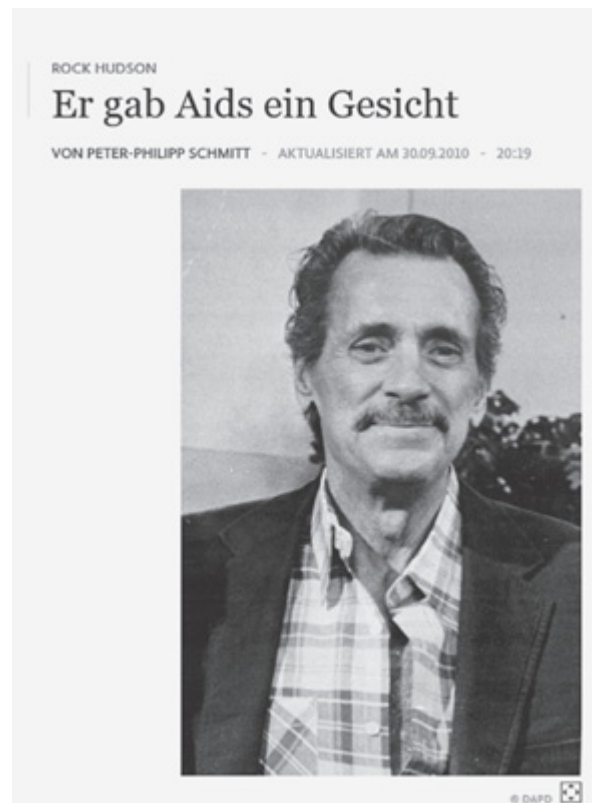 ROCK HUDSON
Er gab Aids ein Gesicht
VON PETER-PHILIPP SCHMITT - AKTUALISIERT AM 30.09.2010 - 20:19
© DAPD